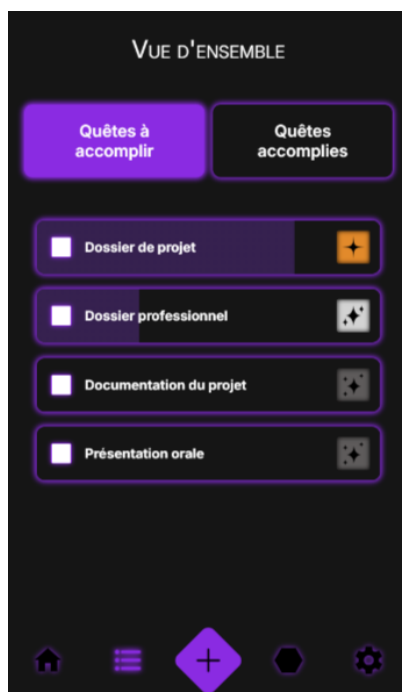 Vue d'ensemble
Quêtes à
accomplir
Quêtes
accomplies
Dossier de projet
Dossier professionnel
Documentation du projet
Présentation orale